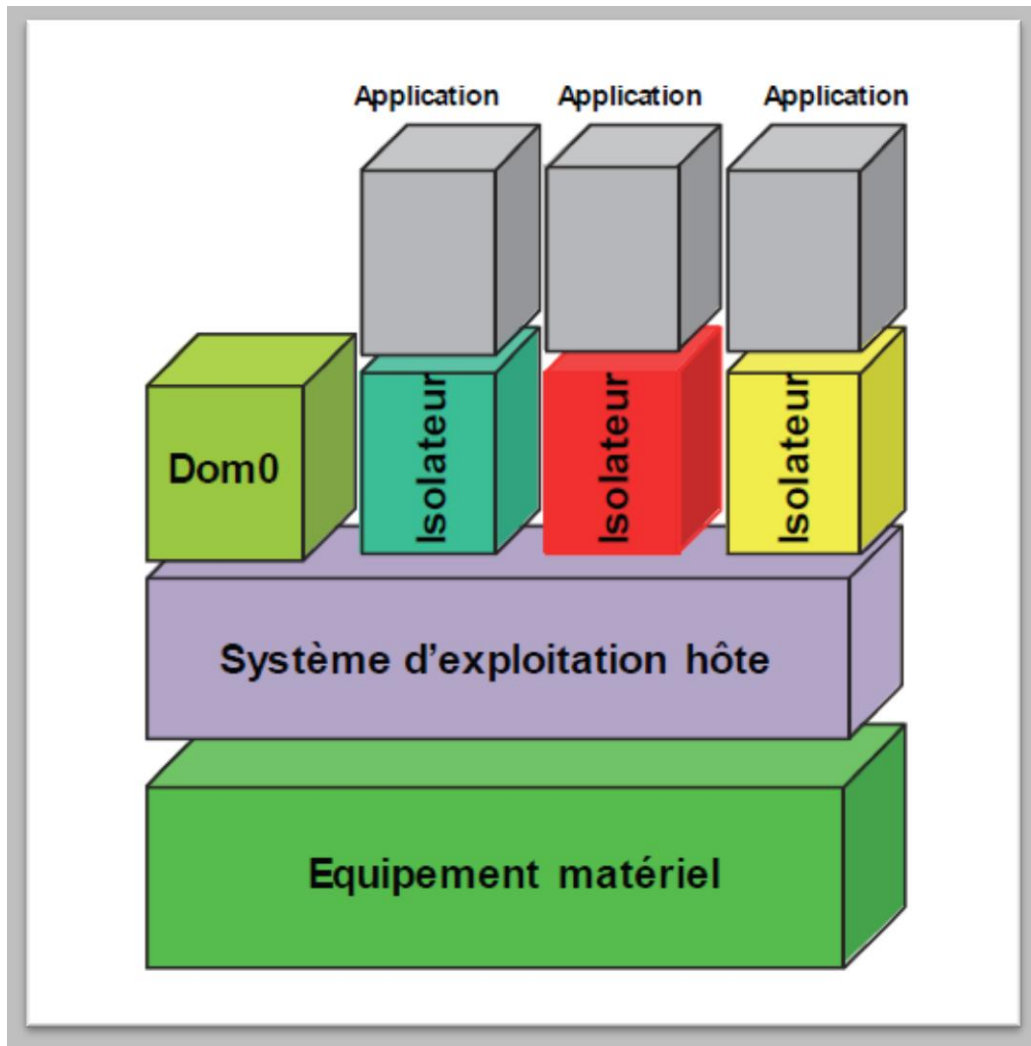 Application
Application
Application
Dom0
Isolateur
Isolateur
Isolateur
Système d'exploitation hôte
Equipement matériel